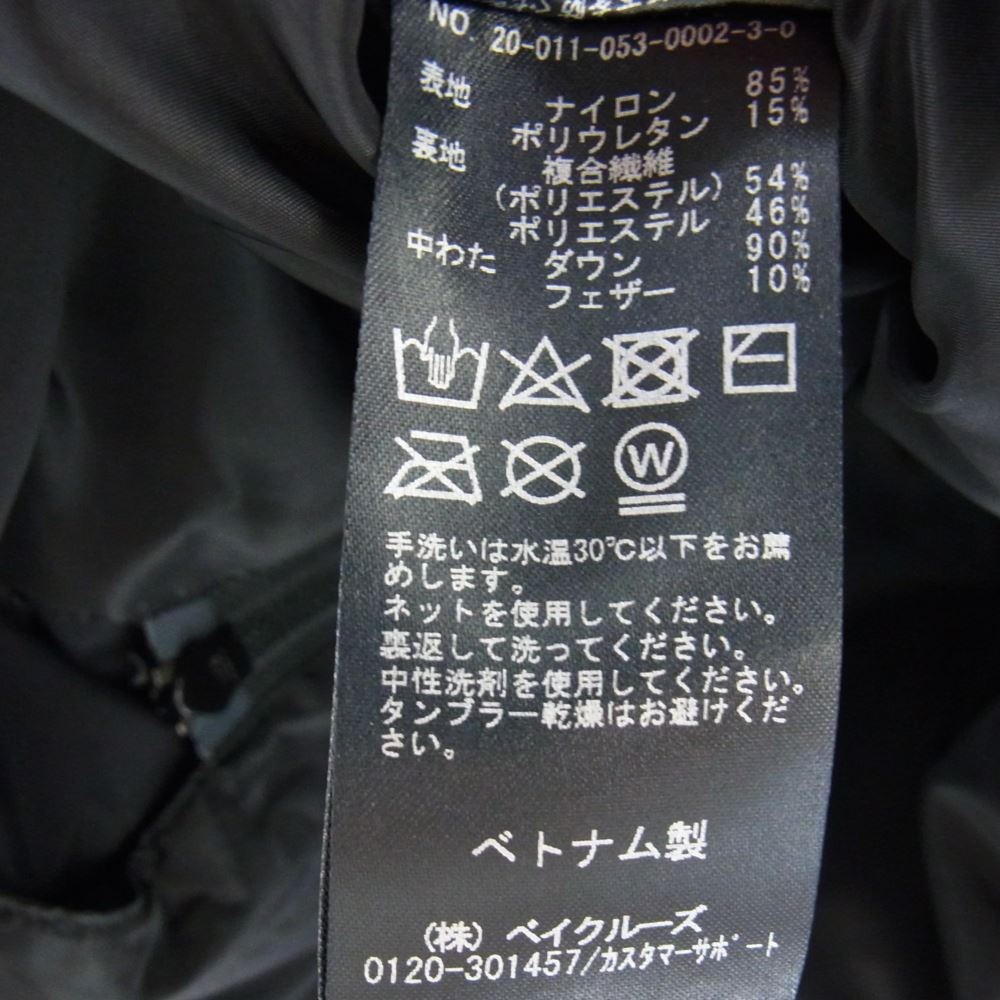 NO 20-011-053-0002-3-0
表地 ナイロン 85%
ポリウレタン 15%
裏地 複合繊維
(ポリエステル) 54%
ポリエステル 46%
中わた ダウン 90%
フェザー 10%
W
手洗いは水温30℃以下をお薦
めします。
ネットを使用してください。
裏返して洗ってください。
中性洗剤を使用してください。
タンブラー乾燥はお避けくだ
さい。
ベトナム製
(株) ベイクルーズ
0120-301457/カスタマーサポート